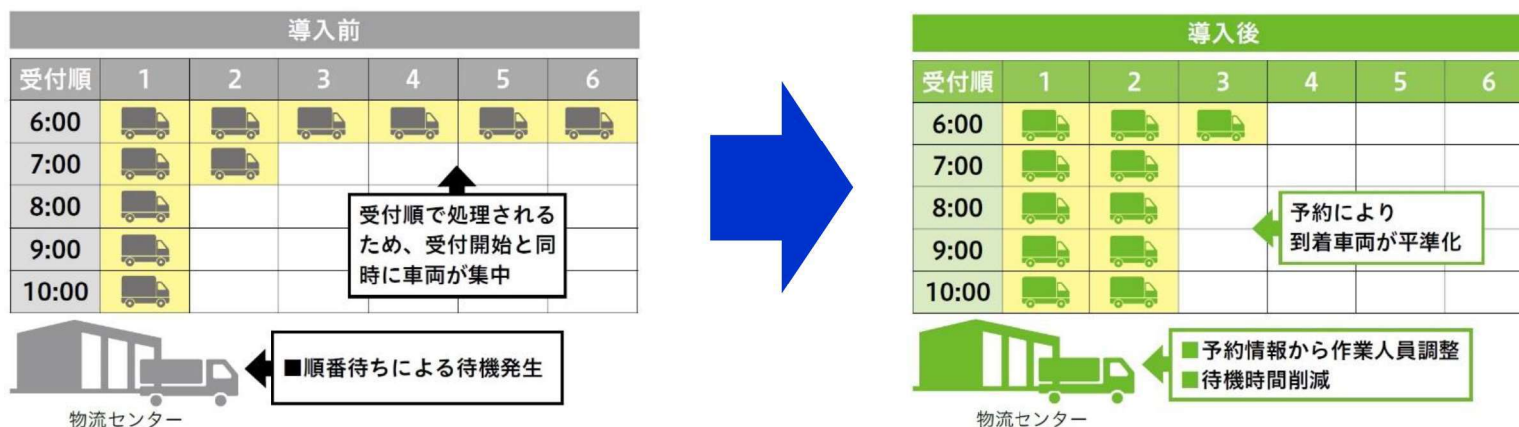 導入前
受付順 1 2 3 4 5 6
6:00
7:00
8:00
9:00
10:00
受付順で処理される
ため、受付開始と同
時に車両が集中
■順番待ちによる待機発生
物流センター
導入後
受付順 1 2 3 4 5 6
6:00
7:00
8:00
9:00
10:00
予約により
到着車両が平準化
■予約情報から作業人員調整
■待機時間削減
物流センター